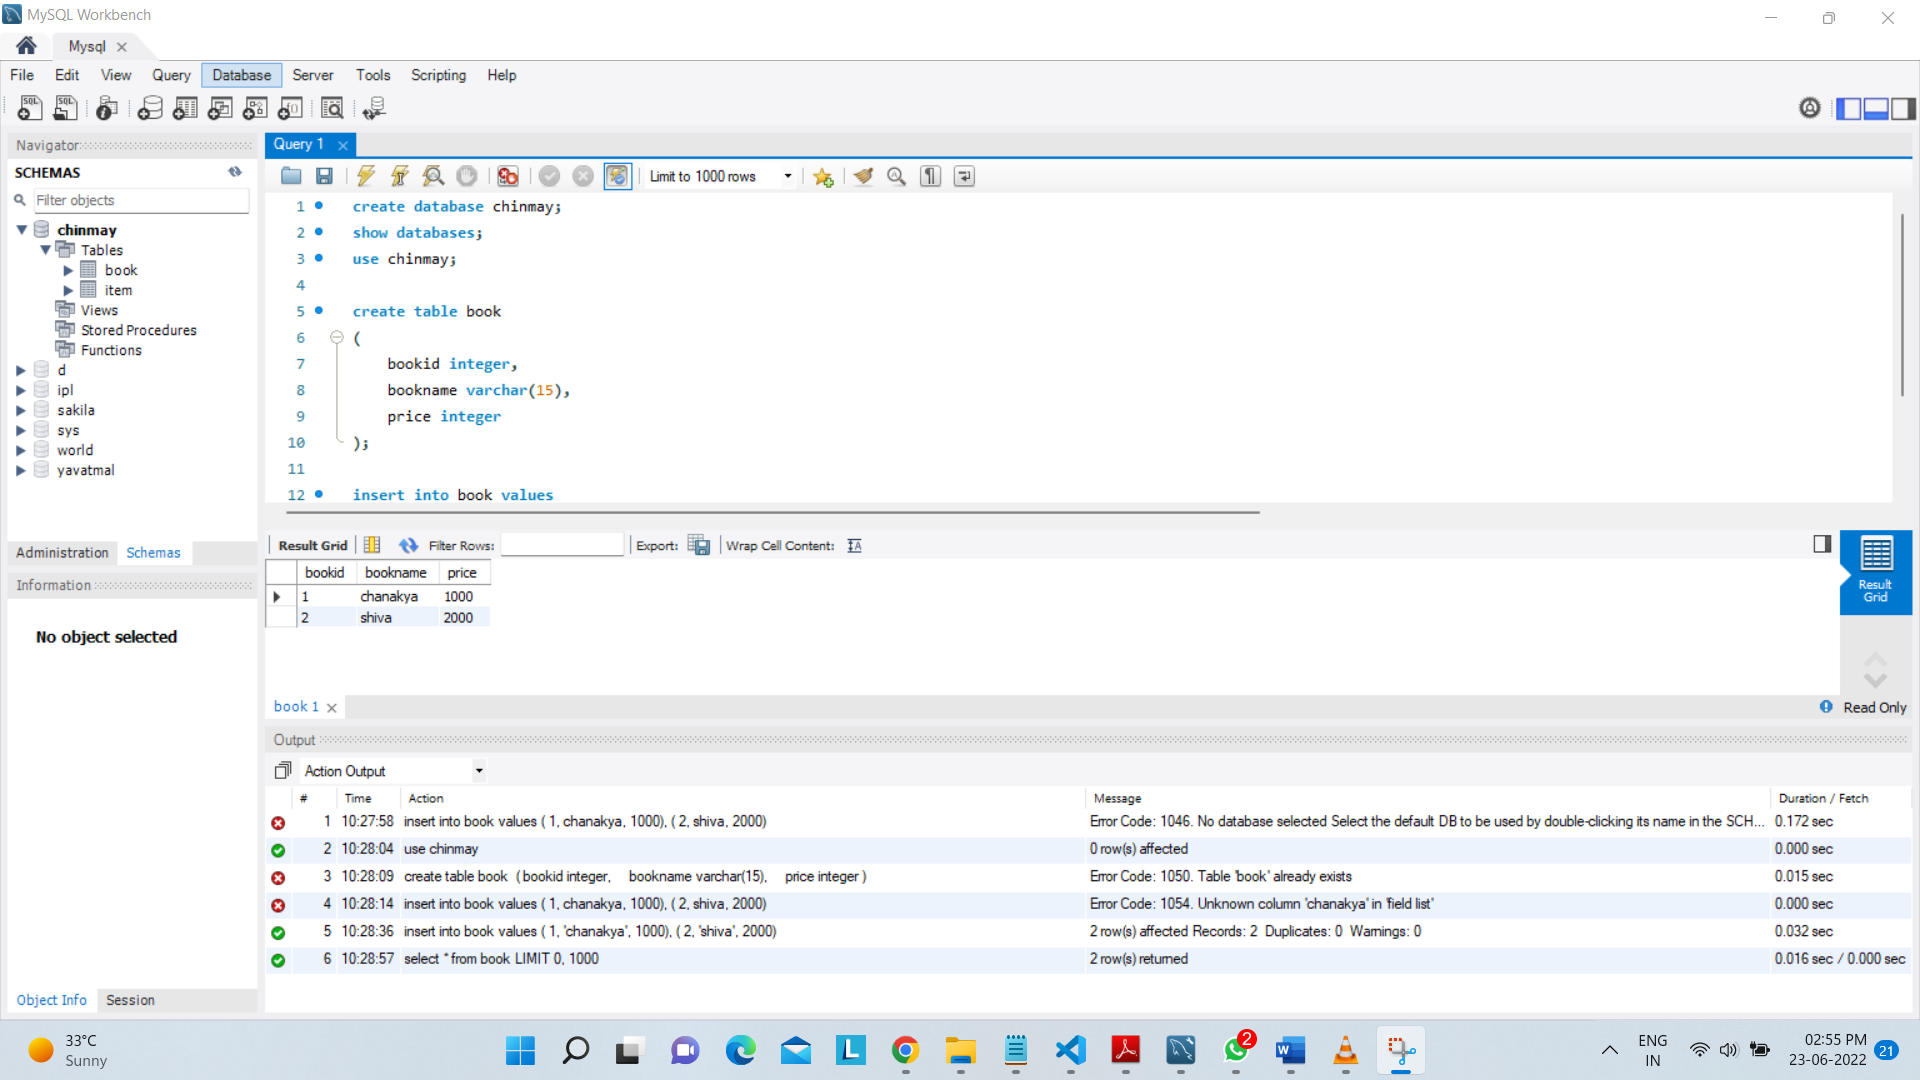 MySQL Workbench
Mysql
File Edit View Query Database Server Tools Scripting Help
Navigator
SCHEMAS
Filter objects
chinmay
Tables
book
item
Views
Stored Procedures
Functions
d
ipl
sakila
sys
world
yavatmal
Administration Schemas
Information
No object selected
Object Info Session
Query 1
Limit to 1000 rows
1 create database chinmay;
2 show databases;
3 use chinmay;
4
5 create table book
6 (
7 bookid integer,
8 bookname varchar(15),
9 price integer
10 );
11
12 insert into book values
Result Grid Filter Rows: Export: Wrap Cell Content:
bookid bookname price
1 chanakya 1000
2 shiva 2000
Result
Grid
book 1
Read Only
Output
Action Output
# Time Action Message Duration / Fetch
1 10:27:58 insert into book values ( 1, chanakya, 1000), ( 2, shiva, 2000) Error Code: 1046. No database selected Select the default DB to be used by double-clicking its name in the SCH... 0.172 sec
2 10:28:04 use chinmay 0 row(s) affected 0.000 sec
3 10:28:09 create table book ( bookid integer, bookname varchar(15), price integer ) Error Code: 1050. Table 'book' already exists 0.015 sec
4 10:28:14 insert into book values ( 1, chanakya, 1000), ( 2, shiva, 2000) Error Code: 1054. Unknown column 'chanakya' in 'field list' 0.000 sec
5 10:28:36 insert into book values ( 1, 'chanakya', 1000), ( 2, 'shiva', 2000) 2 row(s) affected Records: 2 Duplicates: 0 Warnings: 0 0.032 sec
6 10:28:57 select * from book LIMIT 0, 1000 2 row(s) returned 0.016 sec / 0.000 sec
33°C
Sunny
2
ENG
IN
02:55 PM
23-06-2022
21